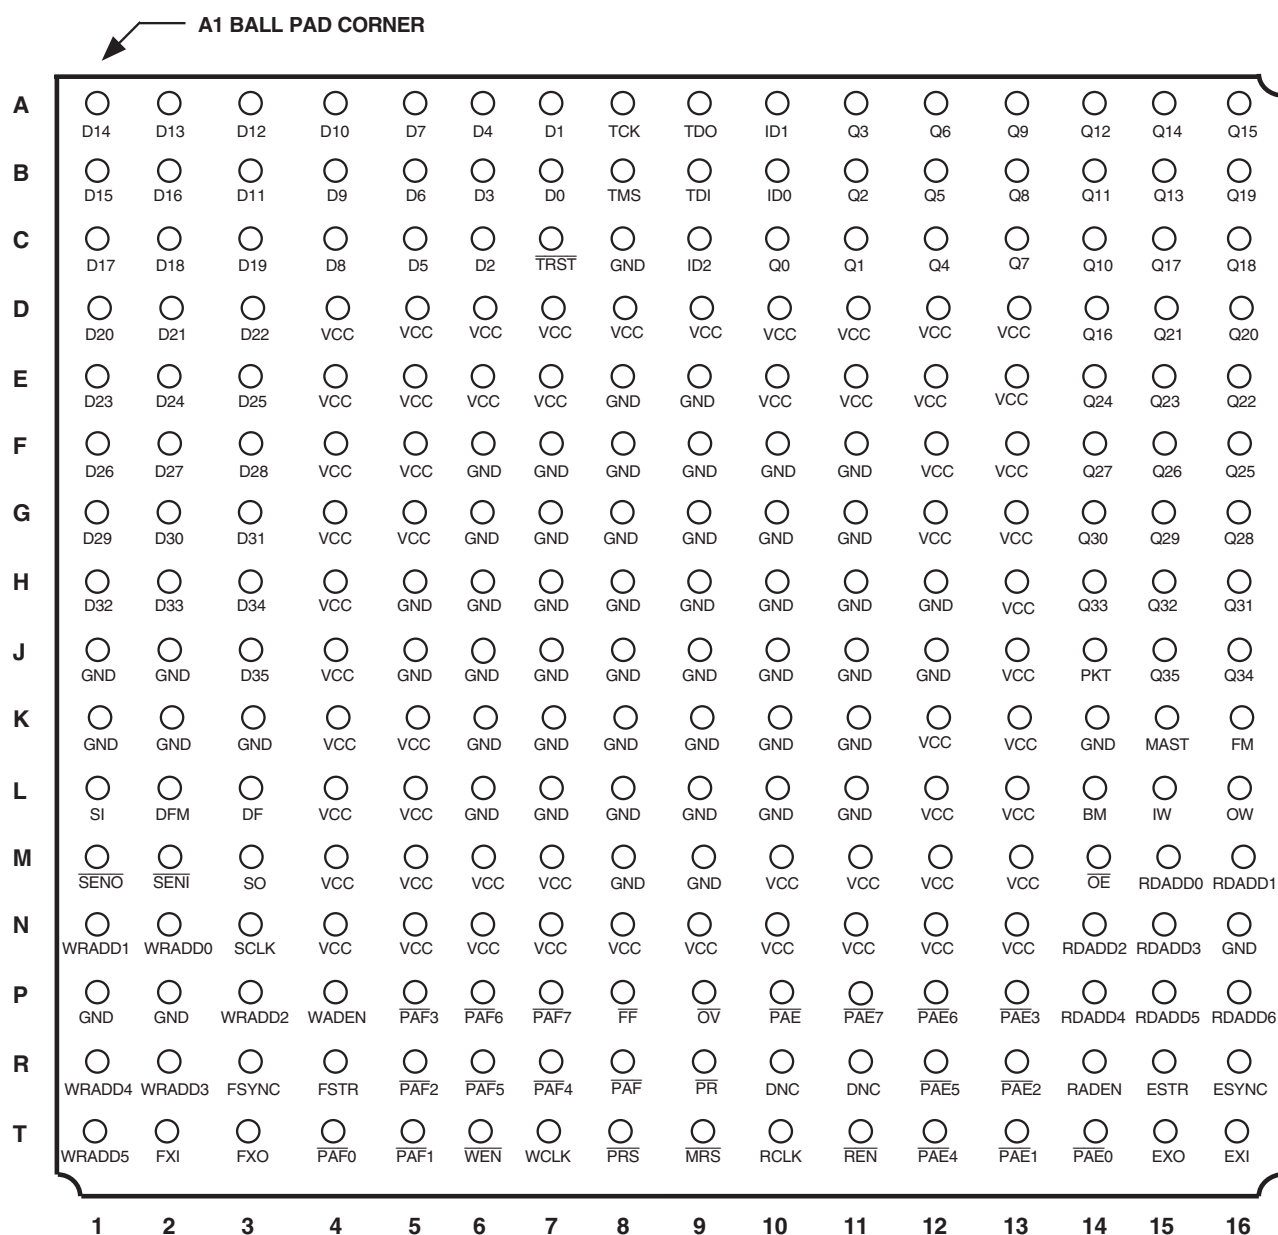 A1 BALL PAD CORNER
A
D14 D13 D12 D10 D7 D4 D1 TCK TDO ID1 Q3 Q6 Q9 Q12 Q14 Q15
B
D15 D16 D11 D9 D6 D3 D0 TMS TDI ID0 Q2 Q5 Q8 Q11 Q13 Q19
C
D17 D18 D19 D8 D5 D2 TRST GND ID2 Q0 Q1 Q4 Q7 Q10 Q17 Q18
D
D20 D21 D22 VCC VCC VCC VCC VCC VCC VCC VCC VCC VCC Q16 Q21 Q20
E
D23 D24 D25 VCC VCC VCC VCC GND GND VCC VCC VCC VCC Q24 Q23 Q22
F
D26 D27 D28 VCC VCC GND GND GND GND GND GND VCC VCC Q27 Q26 Q25
G
D29 D30 D31 VCC VCC GND GND GND GND GND GND VCC VCC Q30 Q29 Q28
H
D32 D33 D34 VCC GND GND GND GND GND GND GND GND VCC Q33 Q32 Q31
J
GND GND D35 VCC GND GND GND GND GND GND GND GND VCC PKT Q35 Q34
K
GND GND GND VCC VCC GND GND GND GND GND GND VCC VCC GND MAST FM
L
SI DFM DF VCC VCC GND GND GND GND GND GND VCC VCC BM IW OW
M
SENO SENI SO VCC VCC VCC VCC GND GND VCC VCC VCC VCC OE RDADD0 RDADD1
N
WRADD1 WRADD0 SCLK VCC VCC VCC VCC VCC VCC VCC VCC VCC VCC RDADD2 RDADD3 GND
P
GND GND WRADD2 WADEN PAF3 PAF6 PAF7 FF OV PAE PAE7 PAE6 PAE3 RDADD4 RDADD5 RDADD6
R
WRADD4 WRADD3 FSYNC FSTR PAF2 PAF5 PAF4 PAF PR DNC DNC PAE5 PAE2 RADEN ESTR ESYNC
T
WRADD5 FXI FXO PAF0 PAF1 WEN WCLK PRS MRS RCLK REN PAE4 PAE1 PAE0 EXO EXI
1 2 3 4 5 6 7 8 9 10 11 12 13 14 15 16